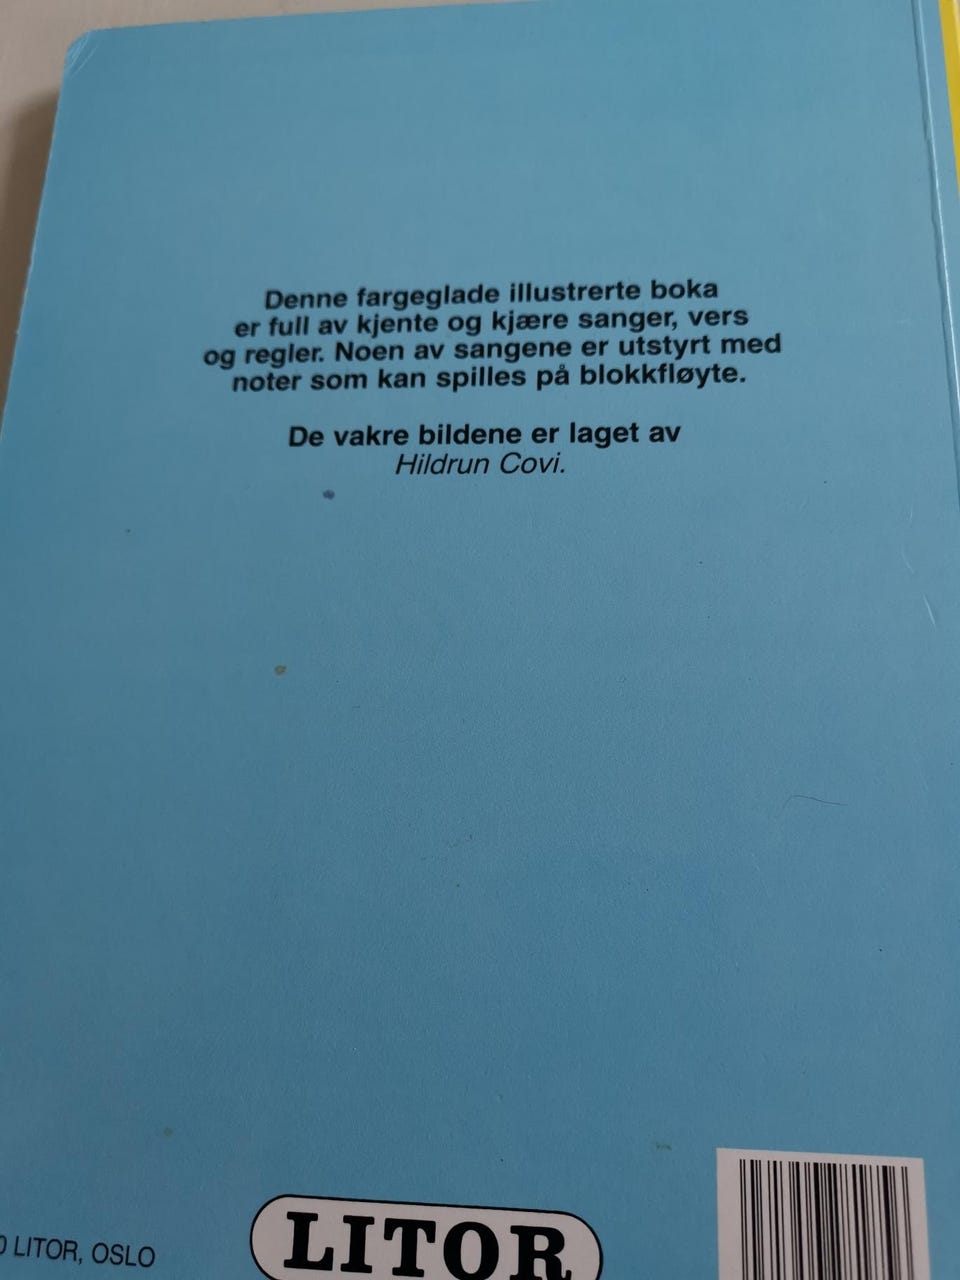 Denne fargeglade illustrerte boka
er full av kjente og kjære sanger, vers
og regler. Noen av sangene er utstyrt med
noter som kan spilles på blokkfløyte.
De vakre bildene er laget av
Hildrun Covi.
LITOR, OSLO
LITOR